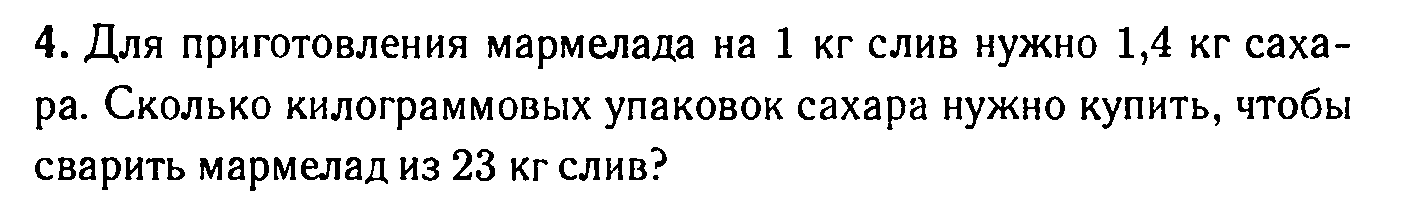 4. Для приготовления мармелада на 1 кг слив нужно 1,4 кг саха-
ра. Сколько килограммовых упаковок сахара нужно купить, чтобы
сварить мармелад из 23 кг слив?